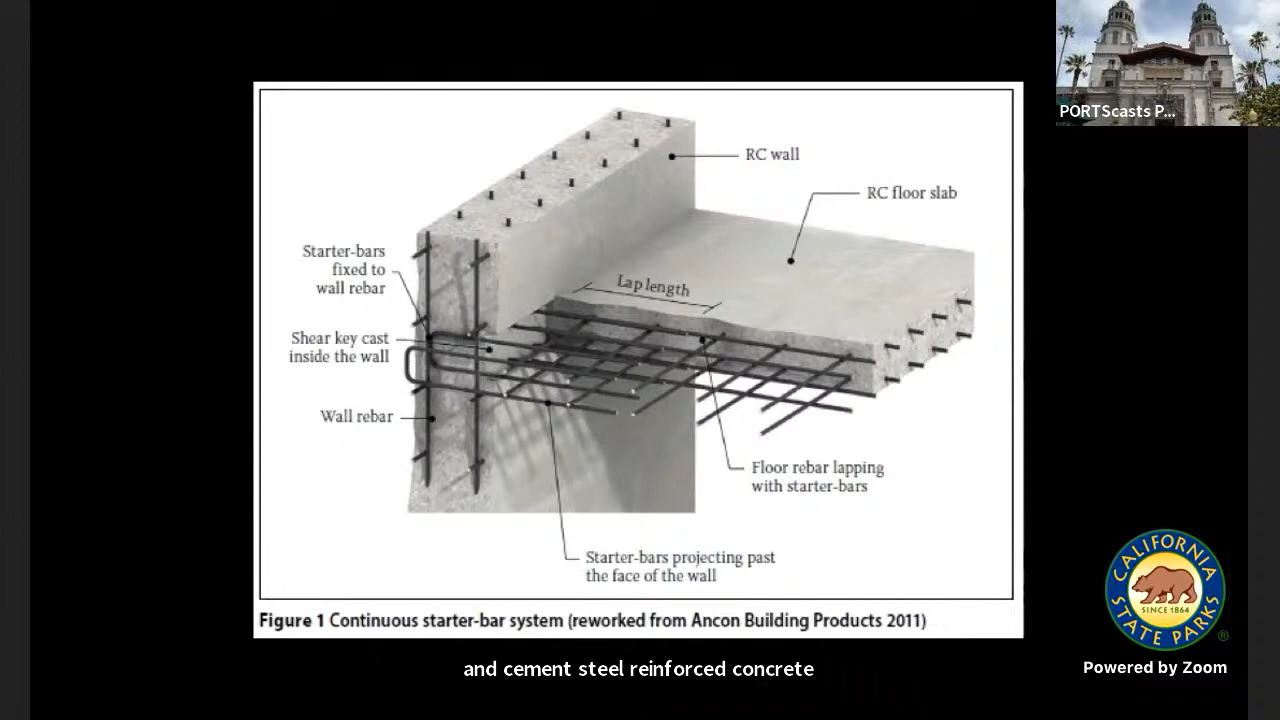 PORTScasts P...
RC wall
RC floor slab
Starter-bars
fixed to
wall rebar
Lap length
Shear key cast
inside the wall
Wall rebar
Floor rebar lapping
with starter-bars
Starter-bars projecting past
the face of the wall
Figure 1 Continuous starter-bar system (reworked from Ancon Building Products 2011)
and cement steel reinforced concrete
CALIFORNIA
SINCE 1864
STATE PARKS
®
Powered by Zoom